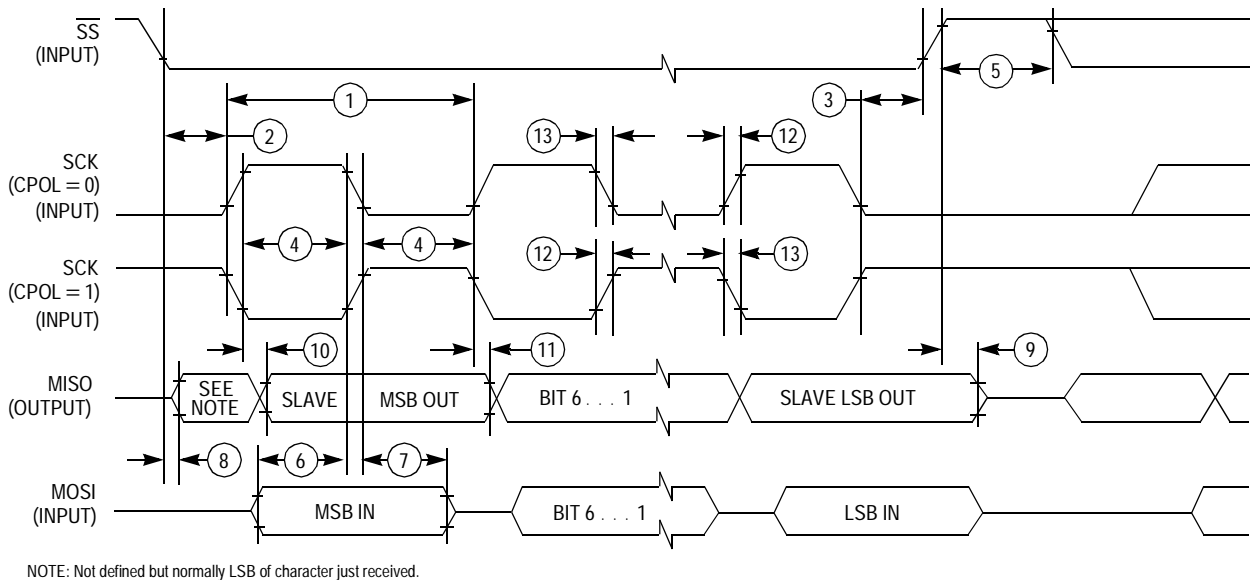 SS
(INPUT)
5
1
3
2
13
12
SCK
(CPOL = 0)
(INPUT)
4
4
SCK
(CPOL = 1)
(INPUT)
12
13
10
11
9
MISO
(OUTPUT)
SEE
NOTE
SLAVE
MSB OUT
BIT 6 . . . 1
SLAVE LSB OUT
8
6
7
MOSI
(INPUT)
MSB IN
BIT 6 . . . 1
LSB IN
NOTE: Not defined but normally LSB of character just received.